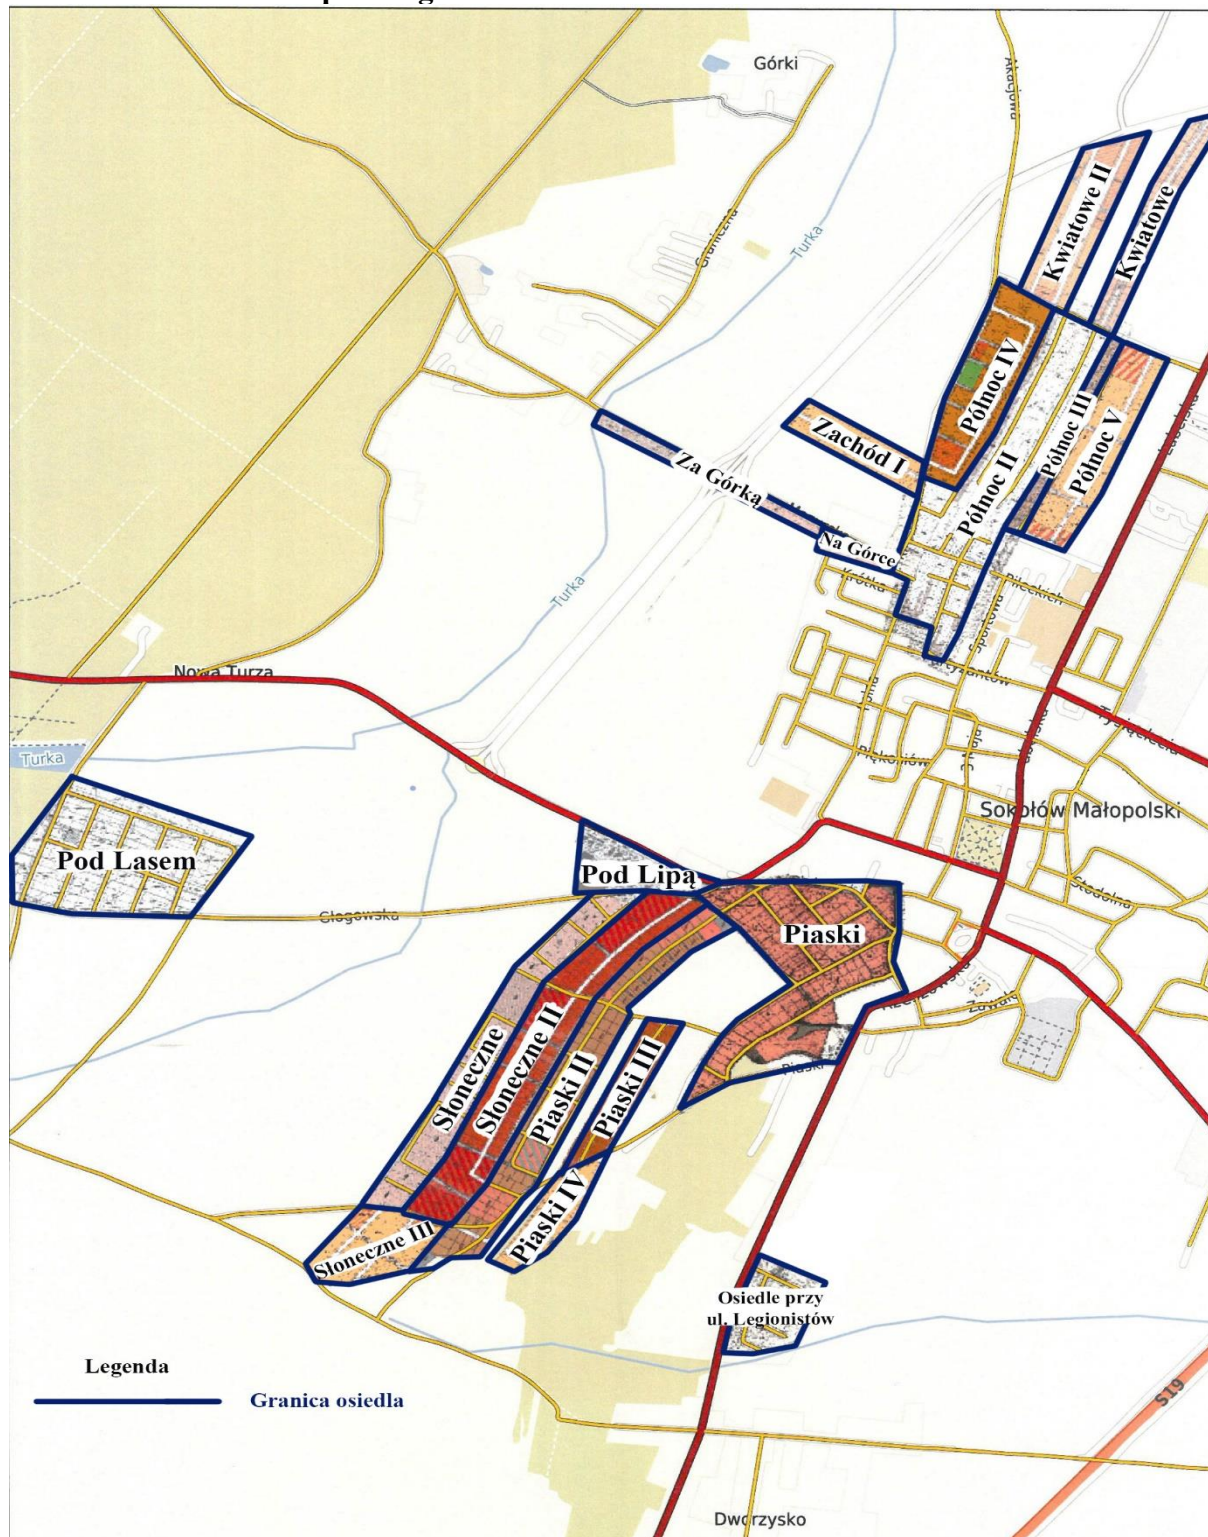 Górki
Akacjowa
Graniczna
Turka
Kwiatowe II
Kwiatowe
Północ IV
Zachód I
Północ II
Północ III
Północ V
Za Górką
Na Górce
Krótka
Pileckich
Sportowa
Turka
Nowa Turza
Tysiąclecia
Turka
Sokołów Małopolski
Pod Lasem
Pod Lipą
Stodolna
Głogowska
Piaski
Słoneczne
Słoneczne II
Piaski II
Piaski III
Piaski
Piaski IV
Słoneczne III
Osiedle przy
ul. Legionistów
Legenda
Granica osiedla
S19
Dworzysko